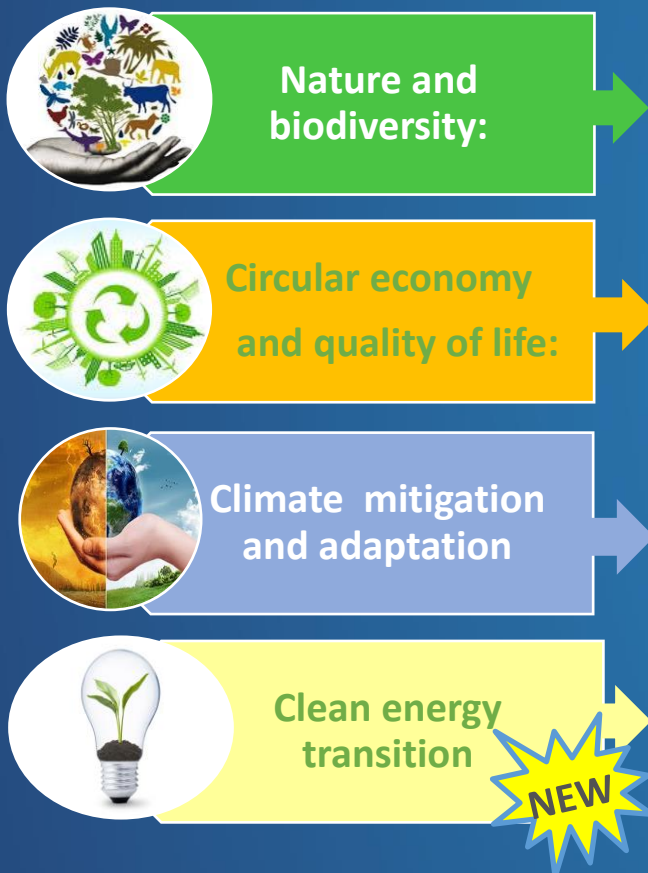 Nature and
biodiversity:
Circular economy
and quality of life:
Climate mitigation
and adaptation
Clean energy
transition
NEW